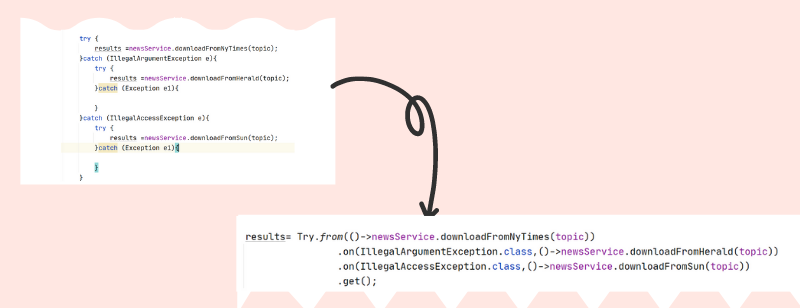 try {
results =newsService.downloadFromNyTimes(topic);
}catch (IllegalArgumentException e){
try {
results =newsService.downloadFromHerald(topic);
}catch (Exception e1){
}
}catch (IllegalAccessException e){
try {
results =newsService.downloadFromSun(topic);
}catch (Exception e1){
}
}
results= Try.from(()->newsService.downloadFromNyTimes(topic))
.on(IllegalArgumentException.class,()->newsService.downloadFromHerald(topic))
.on(IllegalAccessException.class,()->newsService.downloadFromSun(topic))
.get();